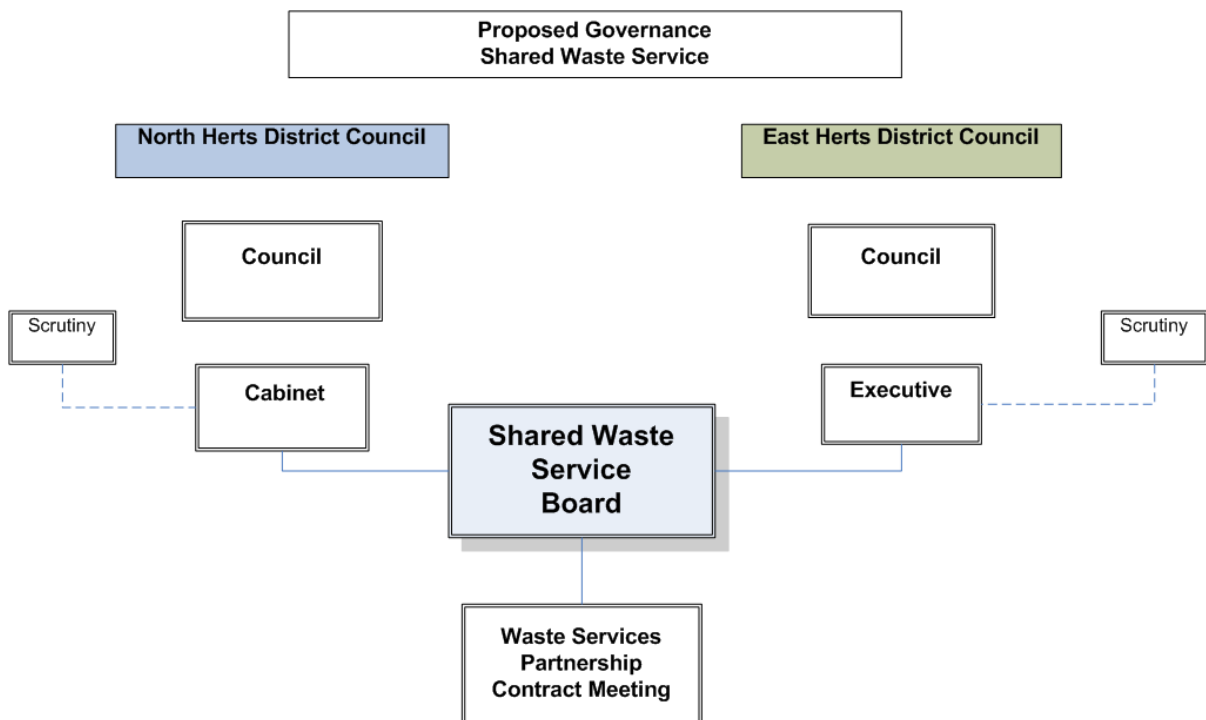 Proposed Governance
Shared Waste Service
North Herts District Council
East Herts District Council
Council
Council
Scrutiny
Scrutiny
Cabinet
Executive
Shared Waste
Service
Board
Waste Services
Partnership
Contract Meeting